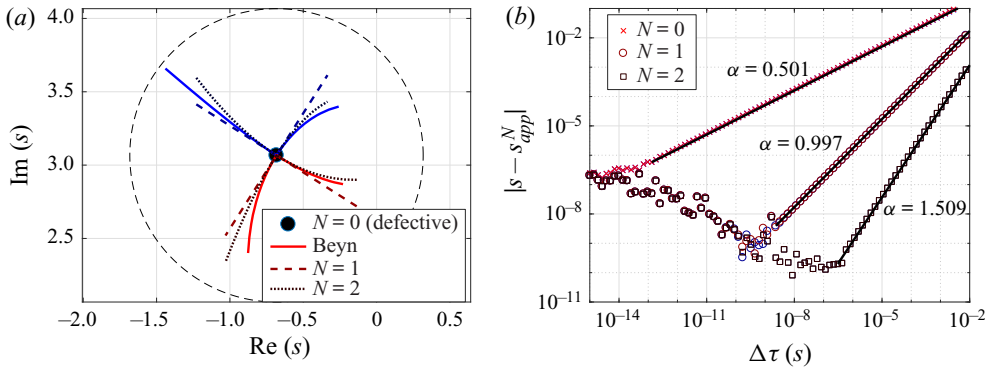 (a)
4.0
3.5
3.0
2.5
Im (s)
−2.0 −1.5 −1.0 −0.5 0 0.5
Re (s)
N = 0 (defective)
Beyn
N = 1
N = 2
(b)
10⁻²
10⁻⁵
10⁻⁸
10⁻¹¹
|s − s_{app}^{N}|
N = 0
N = 1
N = 2
α = 0.501
α = 0.997
α = 1.509
10⁻¹⁴ 10⁻¹¹ 10⁻⁸ 10⁻⁵ 10⁻²
Δτ (s)